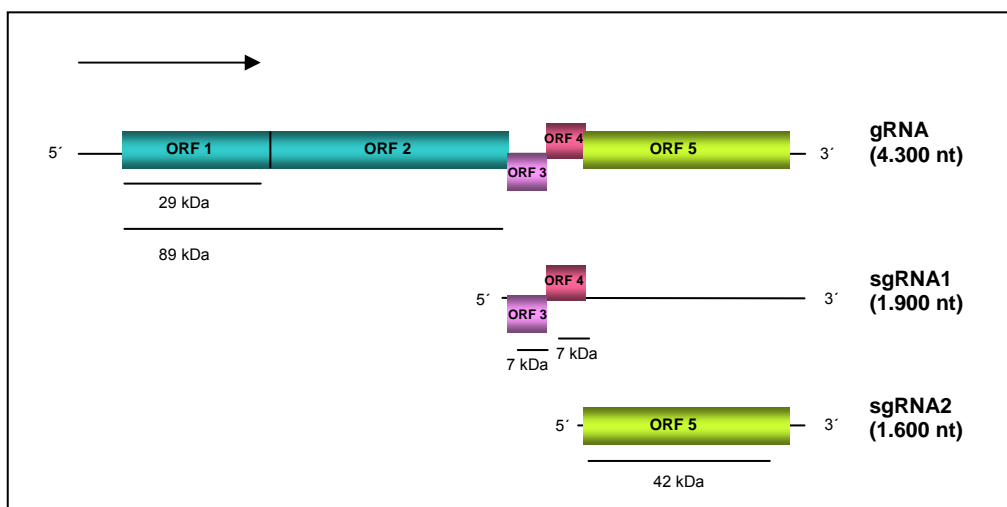 5´
ORF 1
ORF 2
ORF 3
ORF 4
ORF 5
3´
gRNA
(4.300 nt)
29 kDa
89 kDa
5´
ORF 3
ORF 4
3´
sgRNA1
(1.900 nt)
7 kDa
7 kDa
5´
ORF 5
3´
sgRNA2
(1.600 nt)
42 kDa